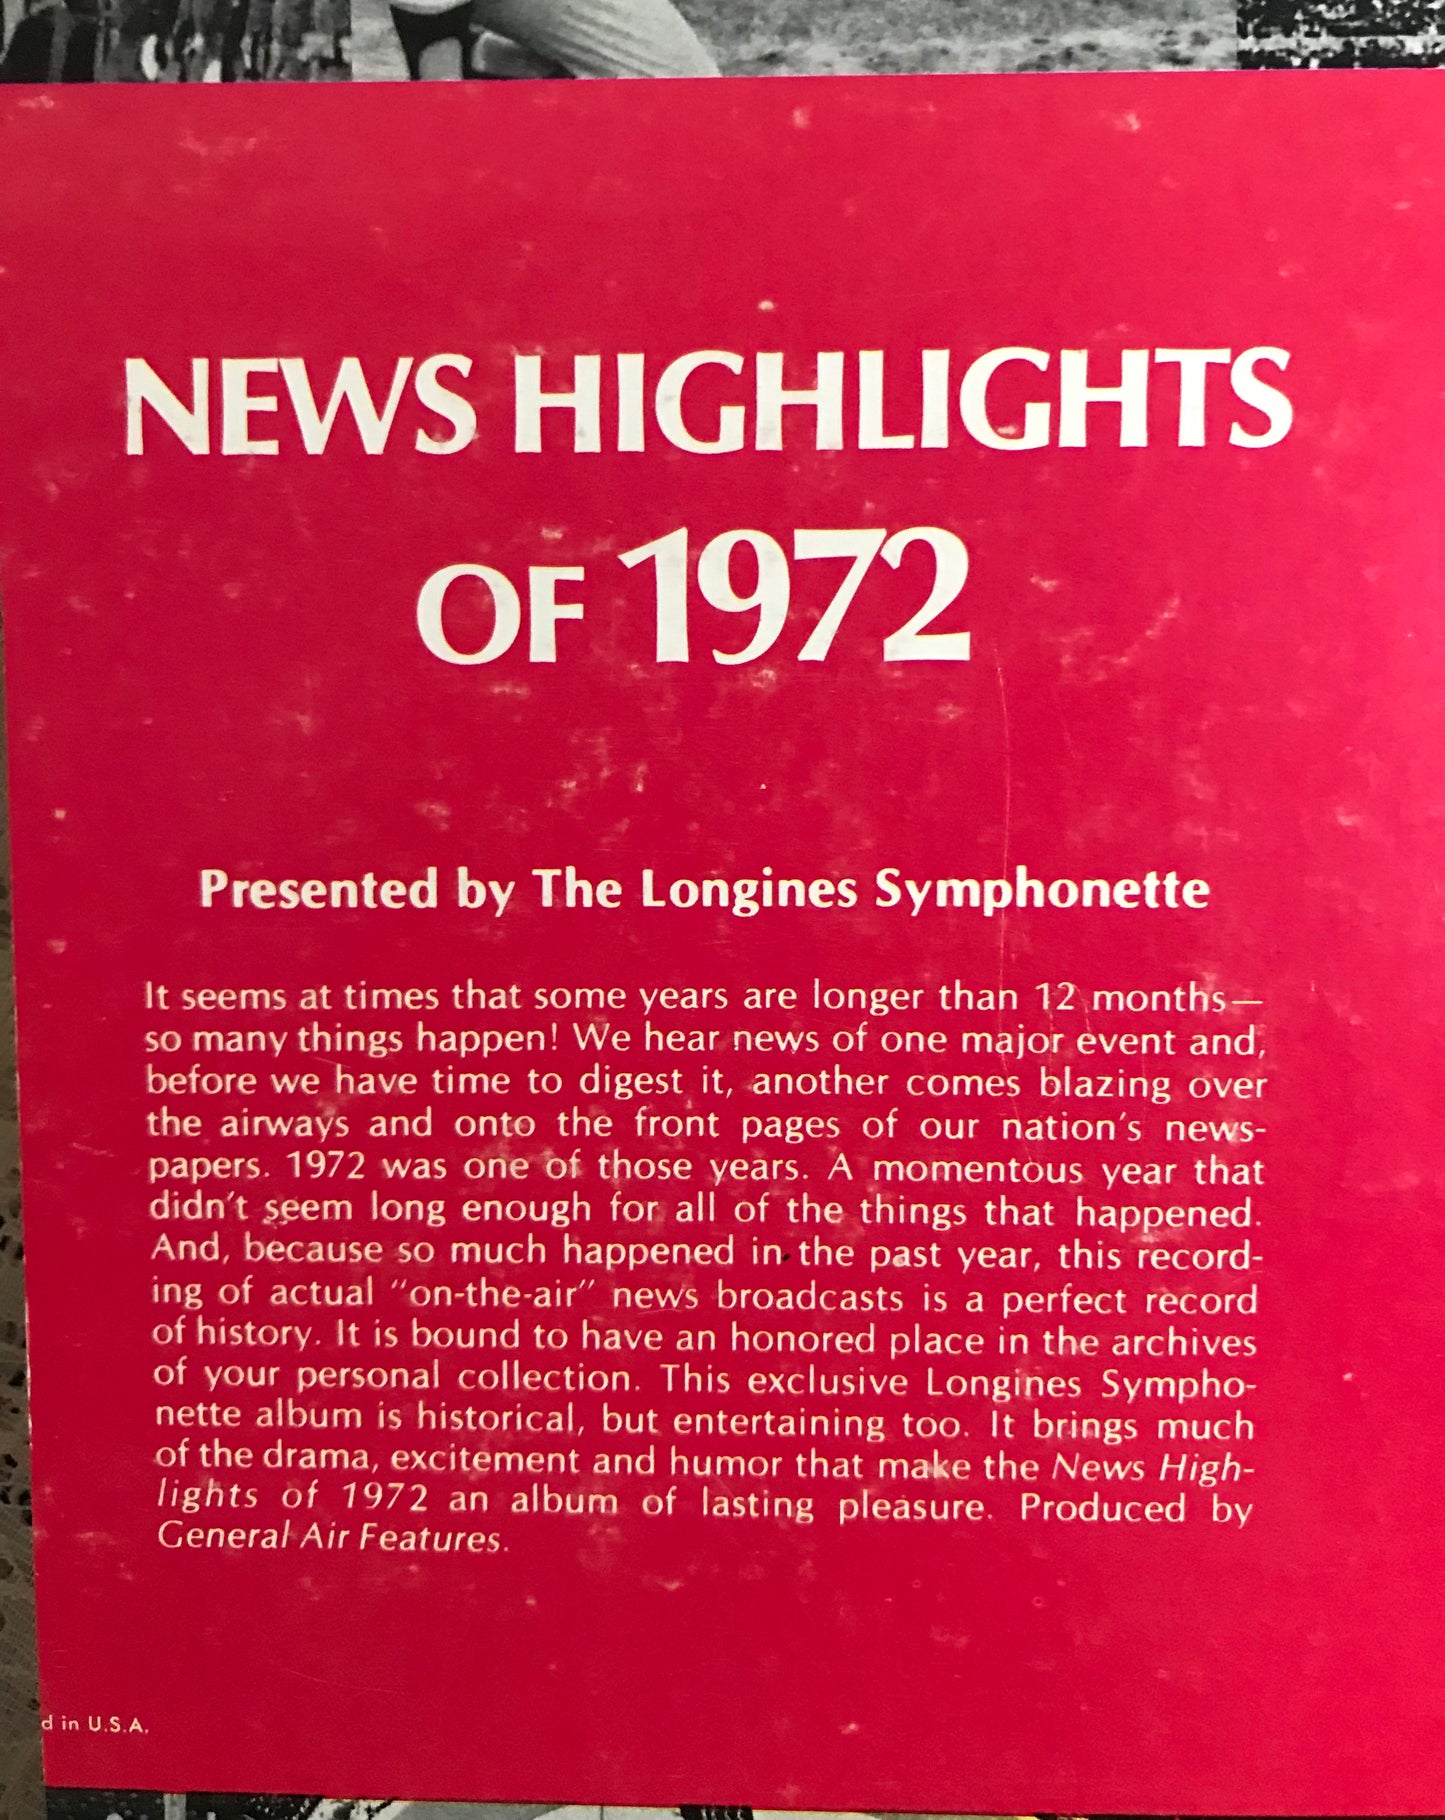 NEWS HIGHLIGHTS
OF 1972
Presented by The Longines Symphonette
It seems at times that some years are longer than 12 months—
so many things happen! We hear news of one major event and,
before we have time to digest it, another comes blazing over
the airways and onto the front pages of our nation's news-
papers. 1972 was one of those years. A momentous year that
didn't seem long enough for all of the things that happened.
And, because so much happened in the past year, this record-
ing of actual "on-the-air" news broadcasts is a perfect record
of history. It is bound to have an honored place in the archives
of your personal collection. This exclusive Longines Sympho-
nette album is historical, but entertaining too. It brings much
of the drama, excitement and humor that make the News High-
lights of 1972 an album of lasting pleasure. Produced by
General Air Features.
d in U.S.A.